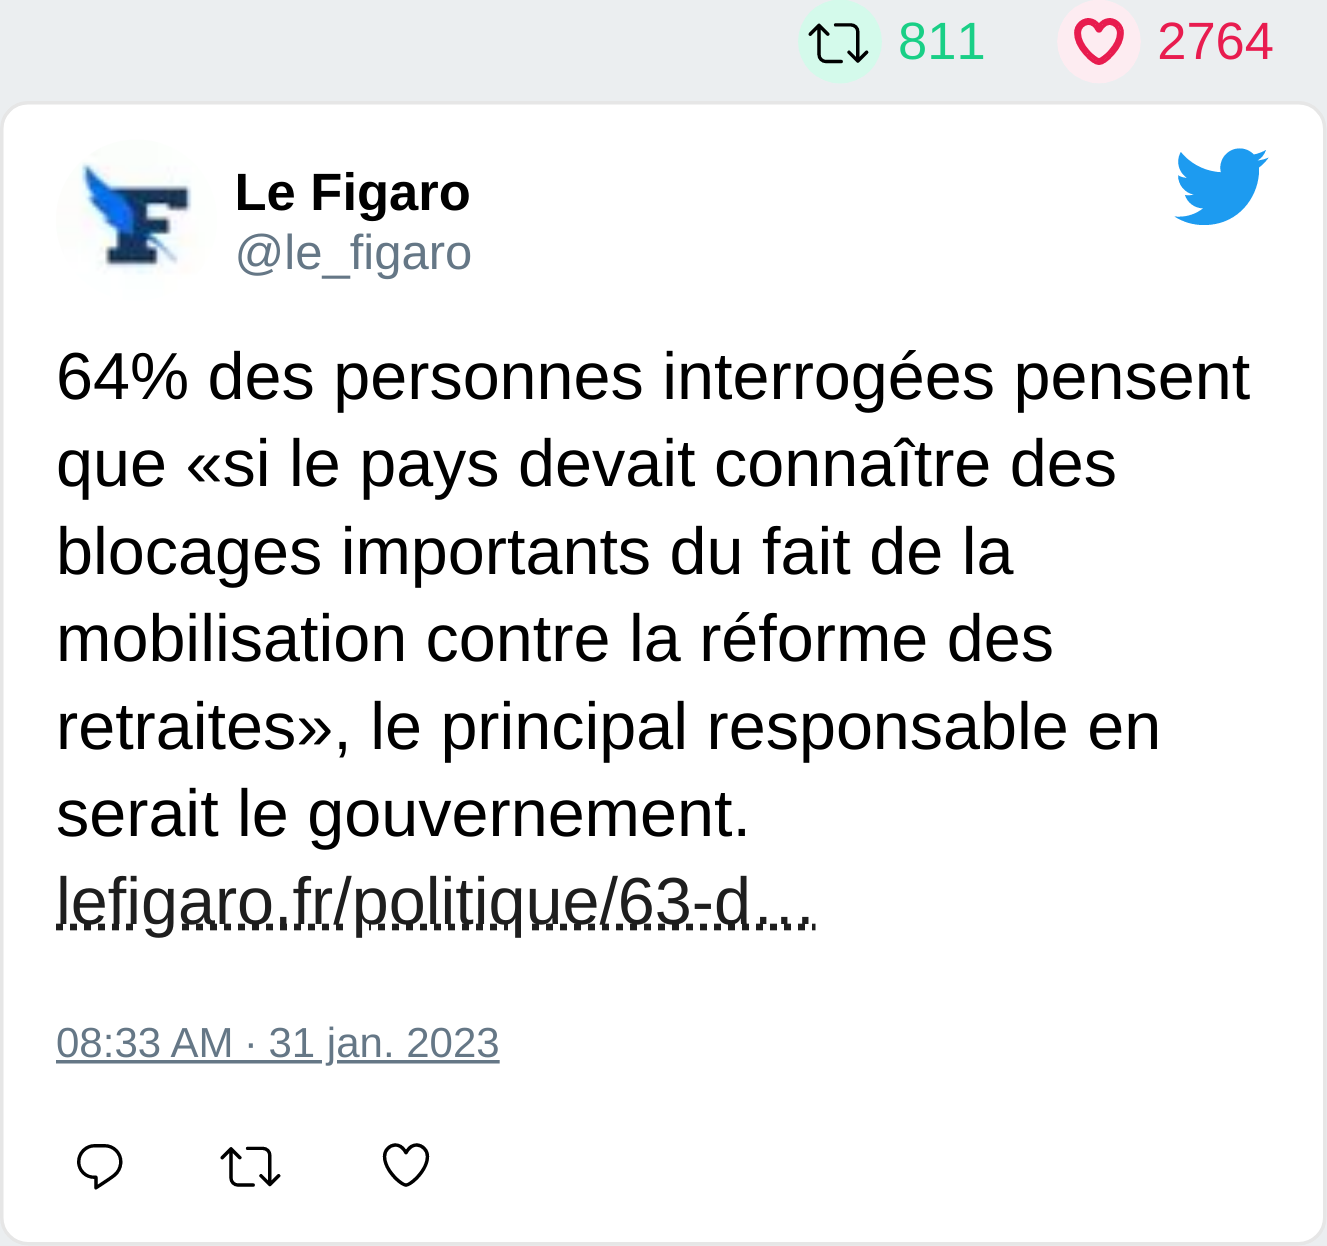 811 2764
Le Figaro
@le_figaro
64% des personnes interrogées pensent
que «si le pays devait connaître des
blocages importants du fait de la
mobilisation contre la réforme des
retraites», le principal responsable en
serait le gouvernement.
lefigaro.fr/politique/63-d…
08:33 AM · 31 jan. 2023